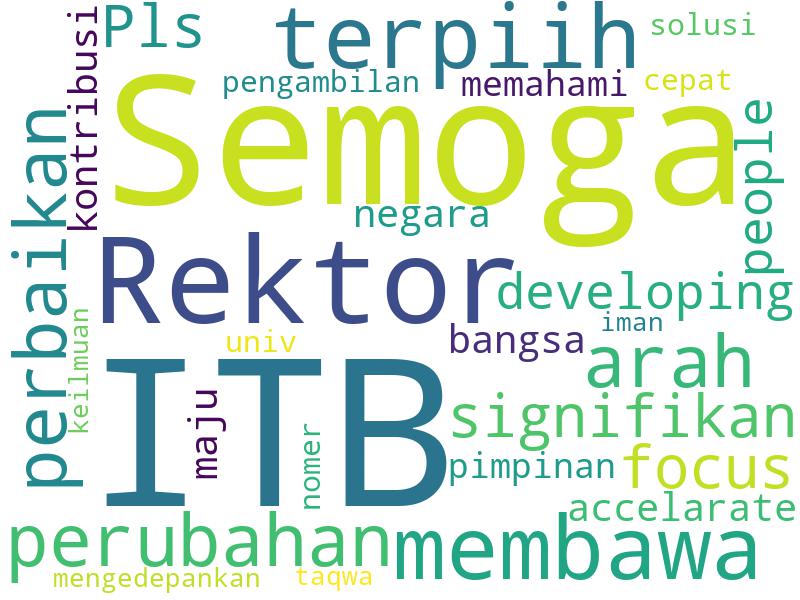 Pls
terpiih
solusi
kontribusi
pengambilan
memahami
cepat
Semoga
people
perbaikan
negara
Rektor
developing
iman
keilmuan
univ
bangsa
arah
ITB
maju
nomer
signifikan
pimpinan
focus
accelarate
perubahan
membawa
mengedepankan
taqwa